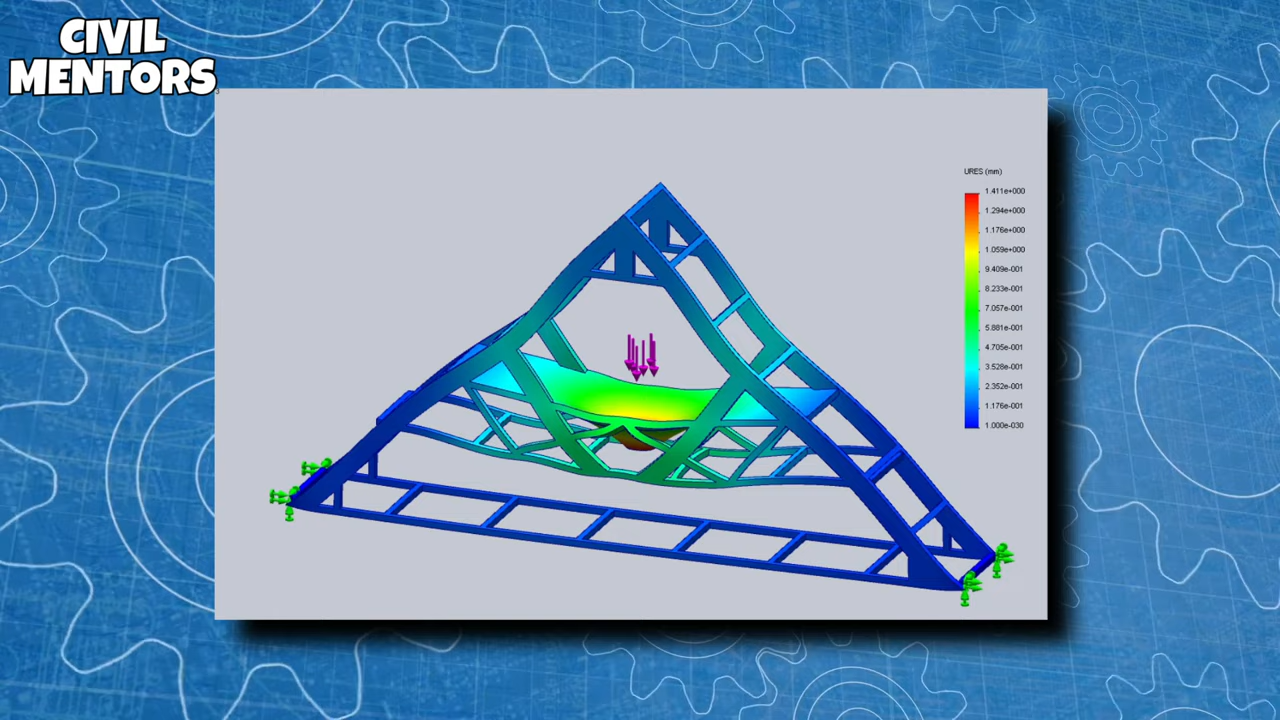 CIVIL
MENTORS
URES (mm)
1.411e+000
1.294e+000
1.176e+000
1.059e+000
9.409e-001
8.233e-001
7.057e-001
5.881e-001
4.705e-001
3.528e-001
2.352e-001
1.176e-001
1.000e-030